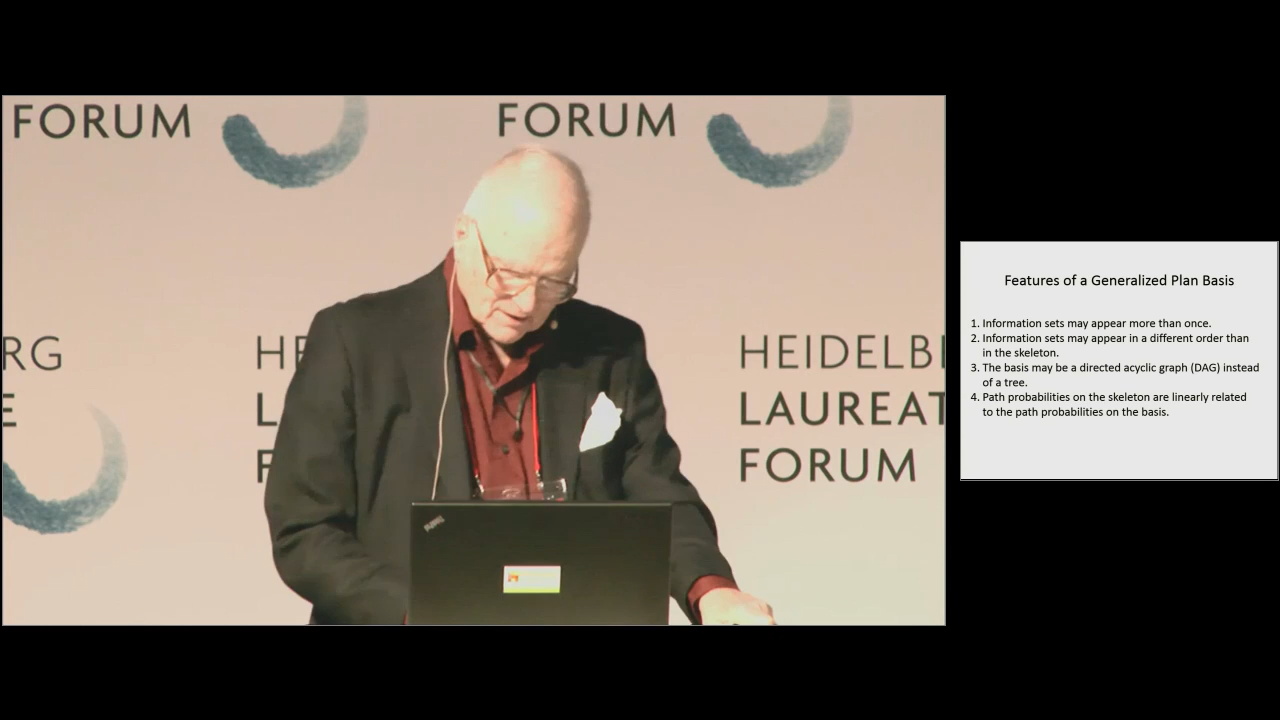 FORUM
FORUM
RG
HEIDELB
E
L
LAUREAT
F
FORUM
Features of a Generalized Plan Basis
1. Information sets may appear more than once.
2. Information sets may appear in a different order than
in the skeleton.
3. The basis may be a directed acyclic graph (DAG) instead
of a tree.
4. Path probabilities on the skeleton are linearly related
to the path probabilities on the basis.